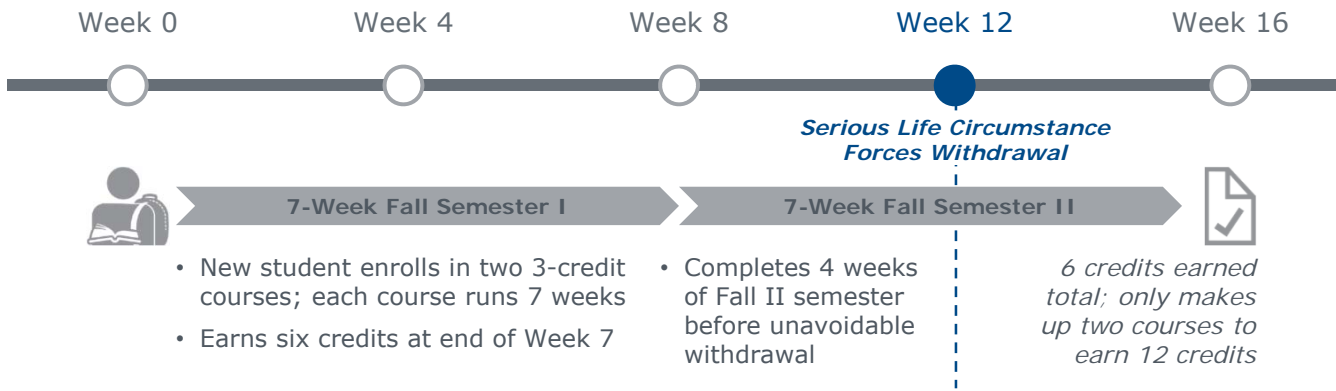 Week 0
Week 4
Week 8
Week 12
Week 16
Serious Life Circumstance
Forces Withdrawal
7-Week Fall Semester I
7-Week Fall Semester II
• New student enrolls in two 3-credit
courses; each course runs 7 weeks
• Earns six credits at end of Week 7
• Completes 4 weeks
of Fall II semester
before unavoidable
withdrawal
6 credits earned
total; only makes
up two courses to
earn 12 credits